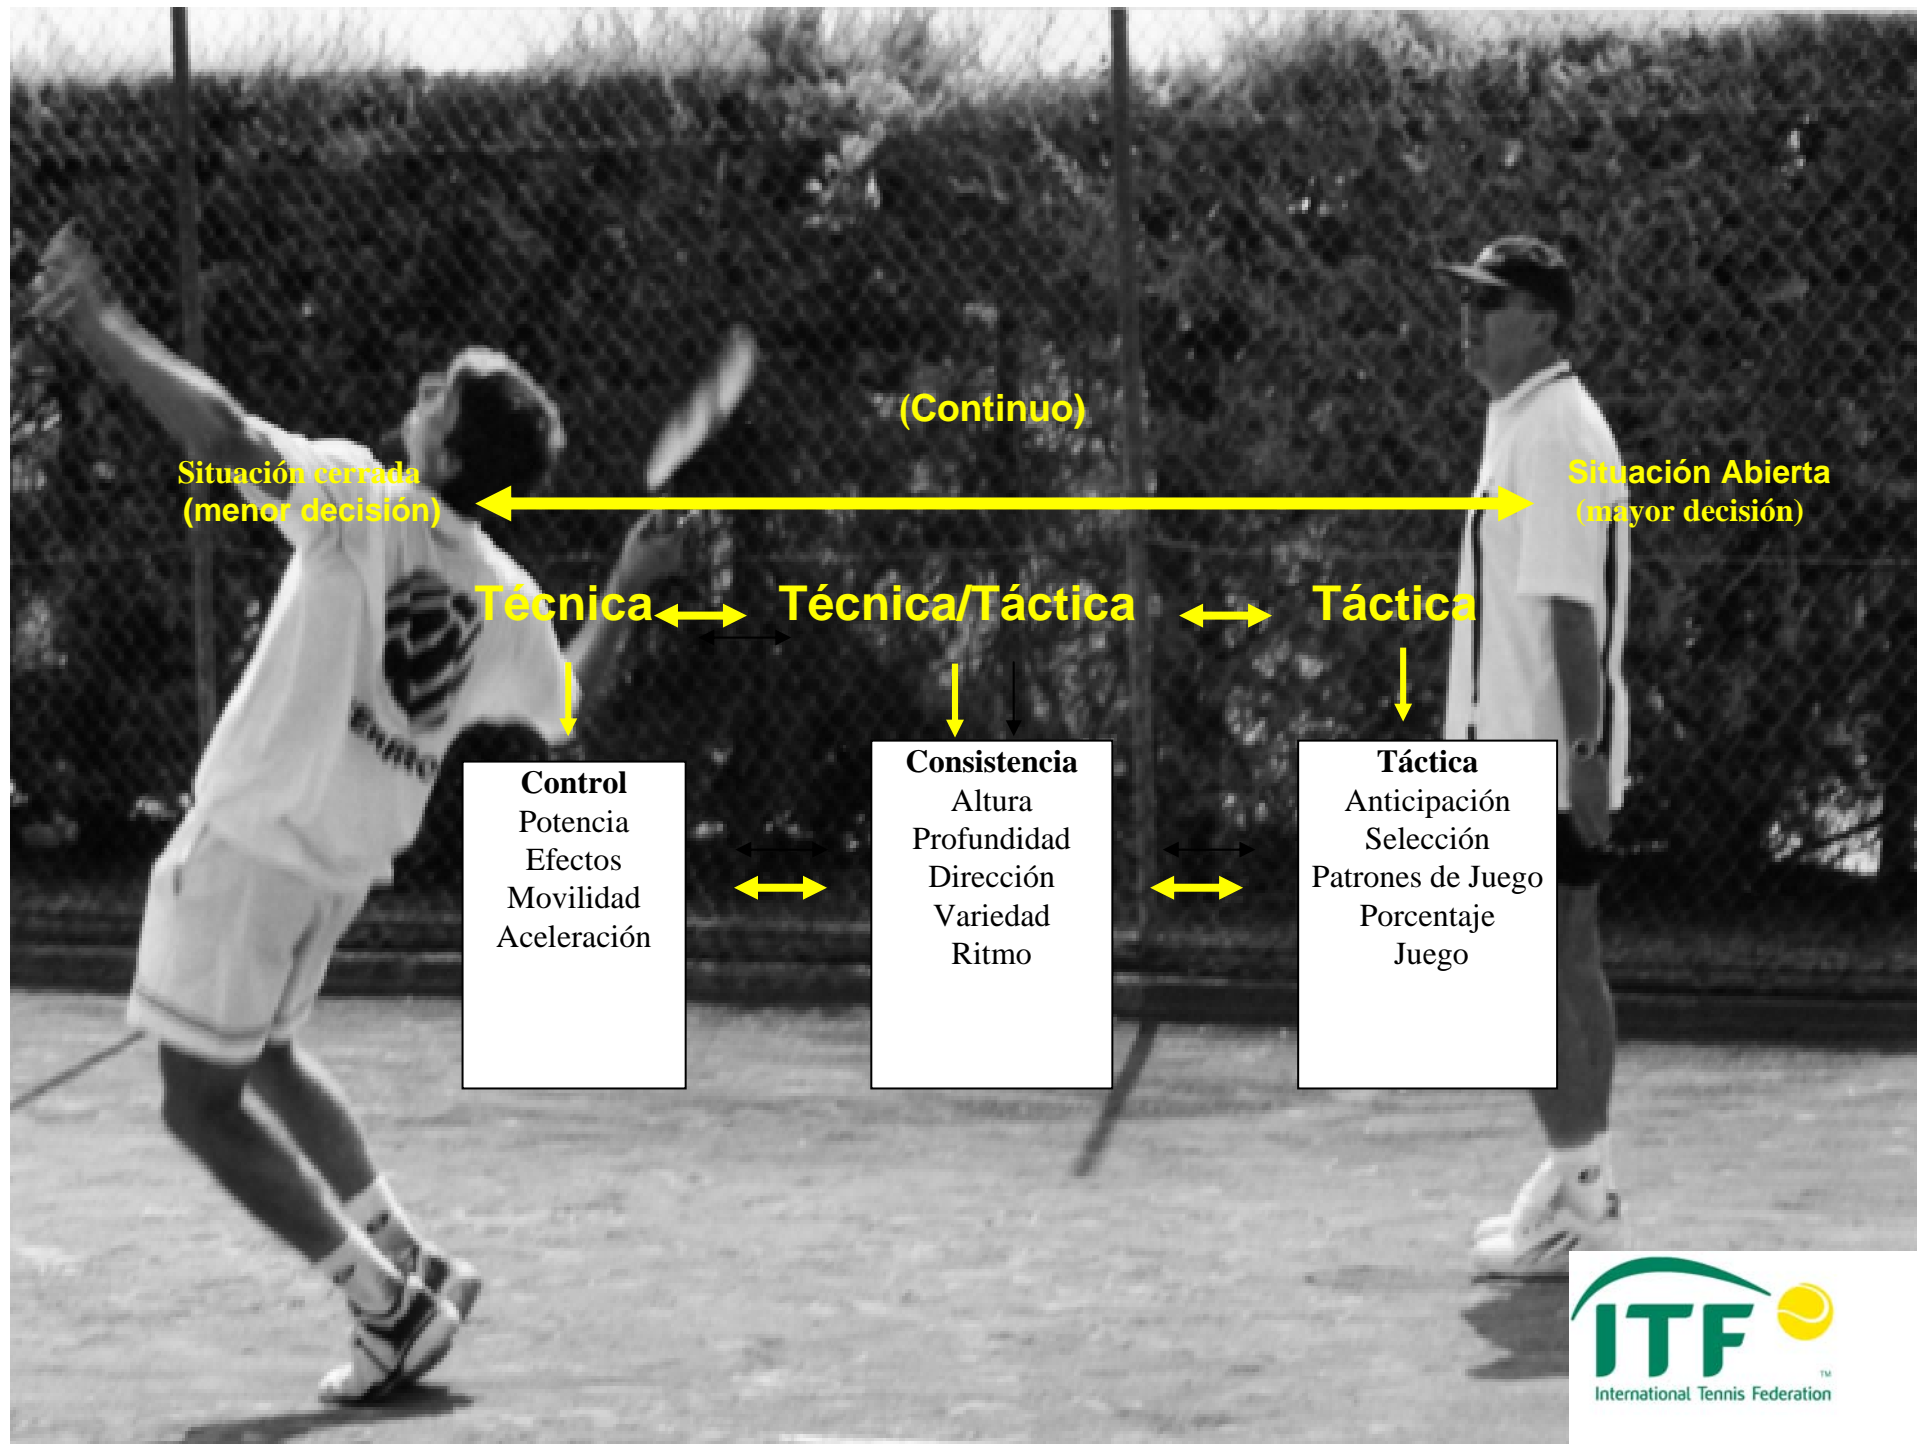 (Continuo)
Situación cerrada
(menor decisión)
Situación Abierta
(mayor decisión)
Técnica
Técnica/Táctica
Táctica
Control
Potencia
Efectos
Movilidad
Aceleración
Consistencia
Altura
Profundidad
Dirección
Variedad
Ritmo
Táctica
Anticipación
Selección
Patrones de Juego
Porcentaje
Juego
ITF
TM
International Tennis Federation